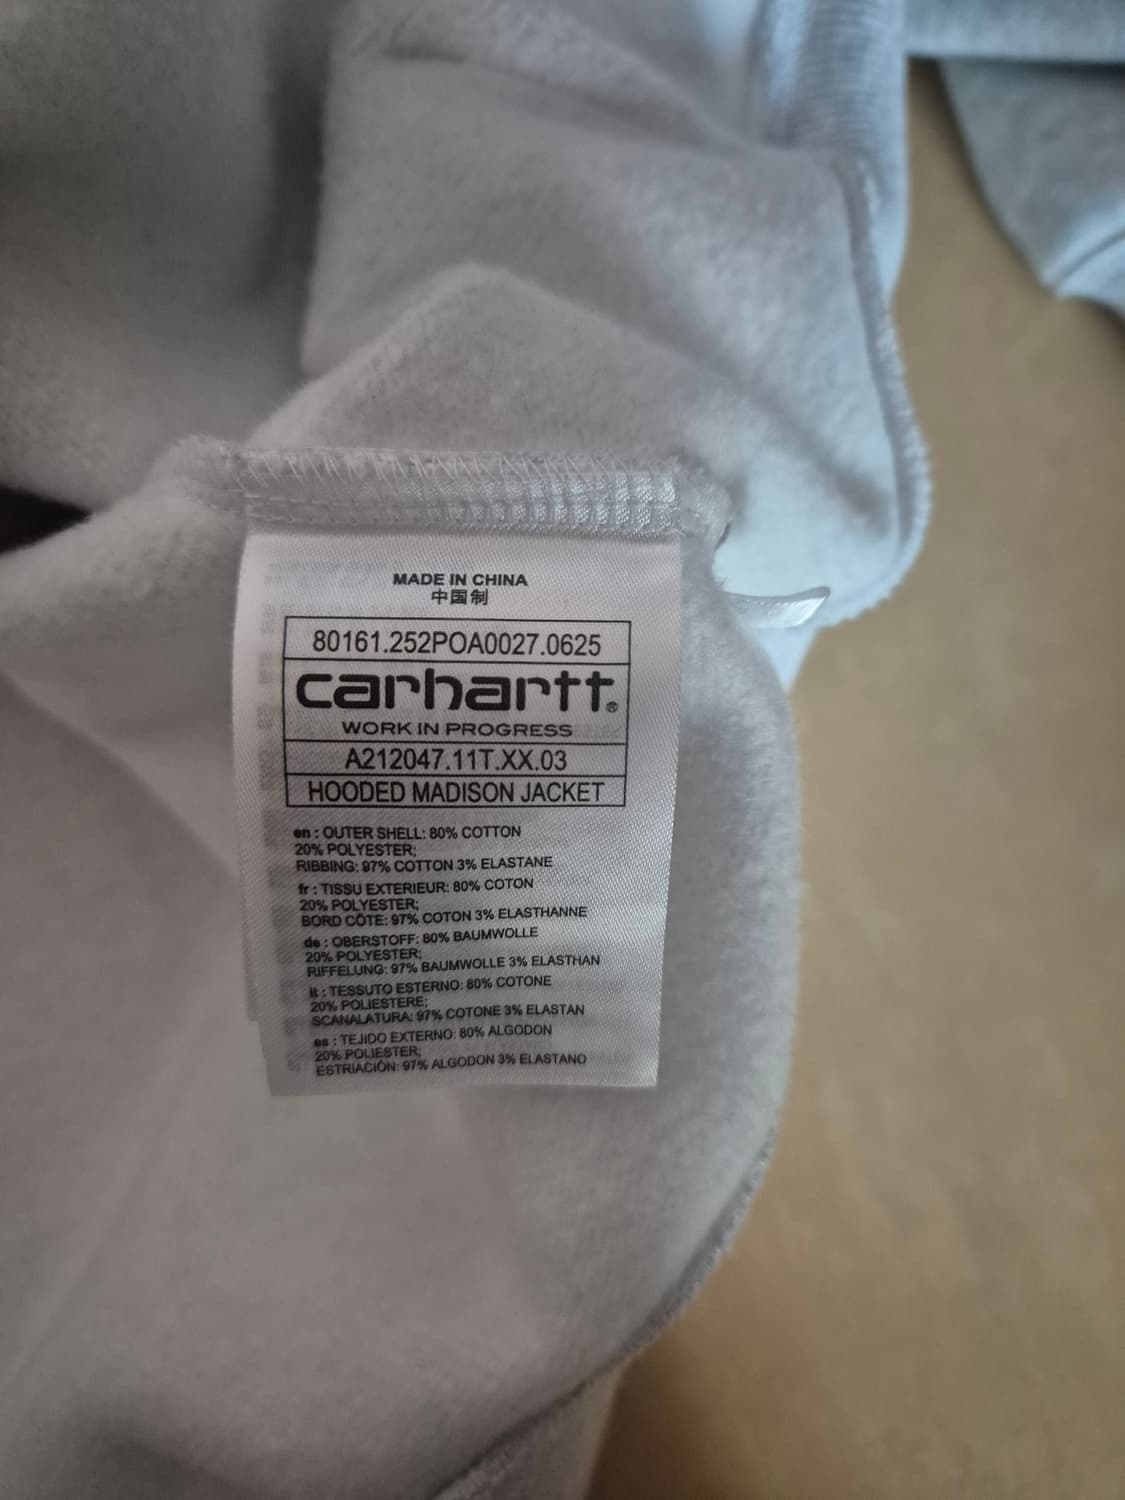 MADE IN CHINA
中国制
80161.252POA0027.0625
carhartt®
WORK IN PROGRESS
A212047.11T.XX.03
HOODED MADISON JACKET
en : OUTER SHELL: 80% COTTON
20% POLYESTER;
RIBBING: 97% COTTON 3% ELASTANE
fr : TISSU EXTERIEUR: 80% COTON
20% POLYESTER;
BORD CÔTE: 97% COTON 3% ELASTHANNE
de : OBERSTOFF: 80% BAUMWOLLE
20% POLYESTER;
RIFFELUNG: 97% BAUMWOLLE 3% ELASTHAN
it : TESSUTO ESTERNO: 80% COTONE
20% POLIESTERE;
SCANALATURA: 97% COTONE 3% ELASTAN
es : TEJIDO EXTERNO: 80% ALGODON
20% POLIESTER;
ESTRIACIÓN: 97% ALGODON 3% ELASTANO